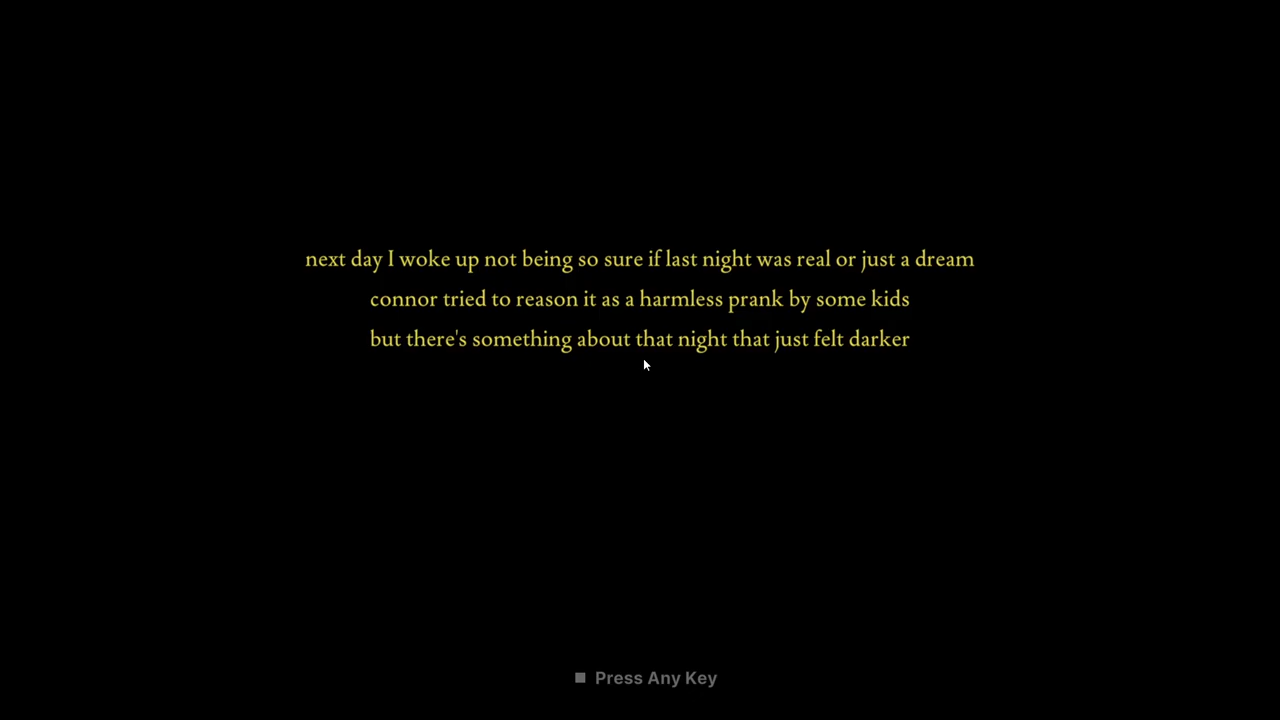 next day I woke up not being so sure if last night was real or just a dream
connor tried to reason it as a harmless prank by some kids
but there's something about that night that just felt darker
Press Any Key